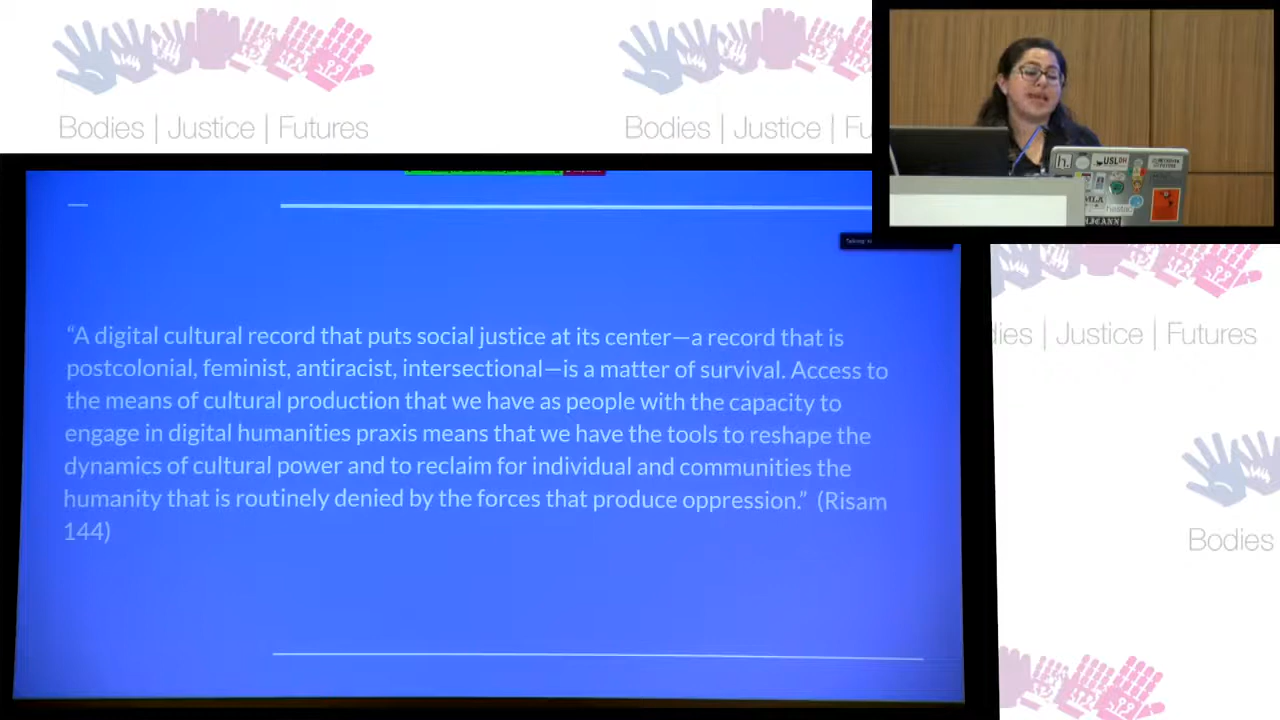 Bodies | Justice | Futures
Bodies | Justice | Fu
“A digital cultural record that puts social justice at its center—a record that is
postcolonial, feminist, antiracist, intersectional—is a matter of survival. Access to
the means of cultural production that we have as people with the capacity to
engage in digital humanities praxis means that we have the tools to reshape the
dynamics of cultural power and to reclaim for individual and communities the
humanity that is routinely denied by the forces that produce oppression.” (Risam
144)
h.
USLDH
MLA
hastac
Talking:
dies | Justice | Futures
Bodies